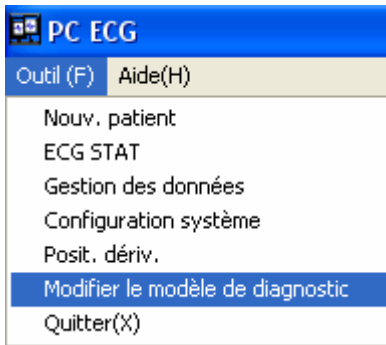 PC ECG
Outil (F) Aide(H)
Nouv. patient
ECG STAT
Gestion des données
Configuration système
Posit. dériv.
Modifier le modèle de diagnostic
Quitter(X)